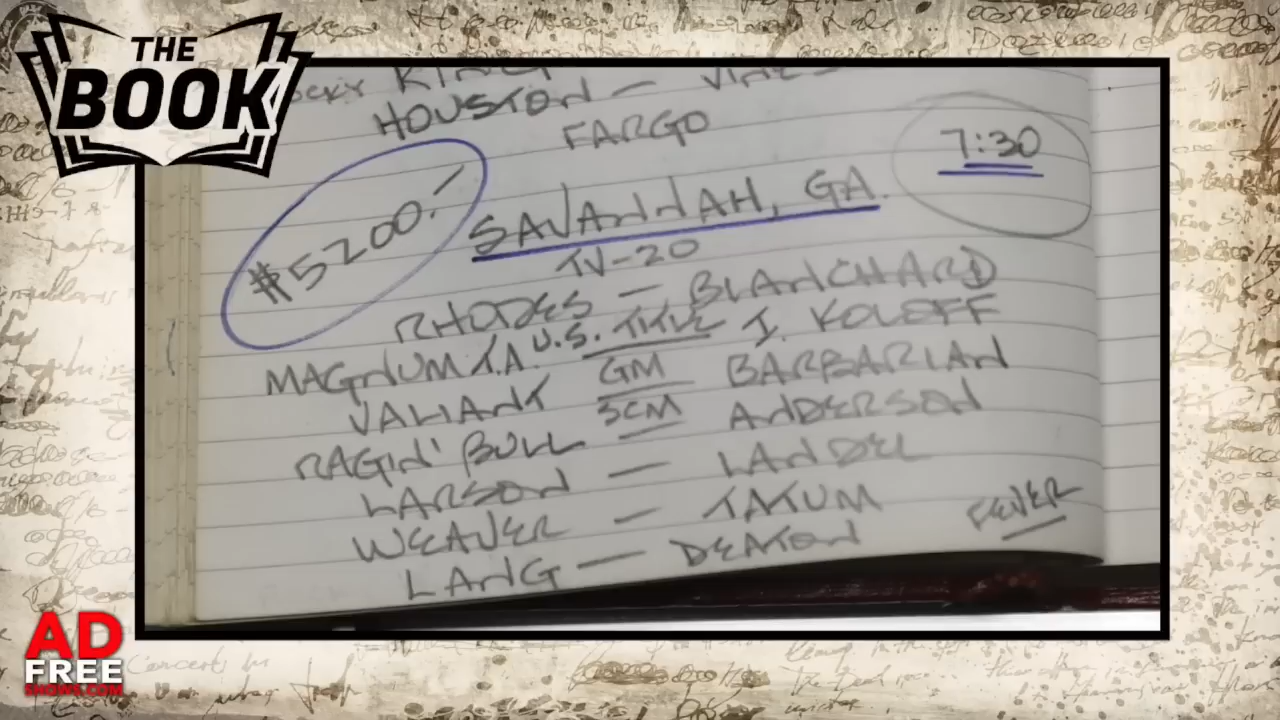 THE
BOOK
HOUSTON —
FARGO
7:30
$5200.
SAVANNAH, GA.
TV-20
RHODES — BLANCHARD
MAGNUM T.A. U.S. TITLE I. KOLOFF
VALIANT GM BARBARIAN
RAGIN' BULL SCM ANDERSON
LARSON — LANDEL
WEAVER — TATUM
LANG — DEATON
FEVER
AD
FREE
SHOWS.COM